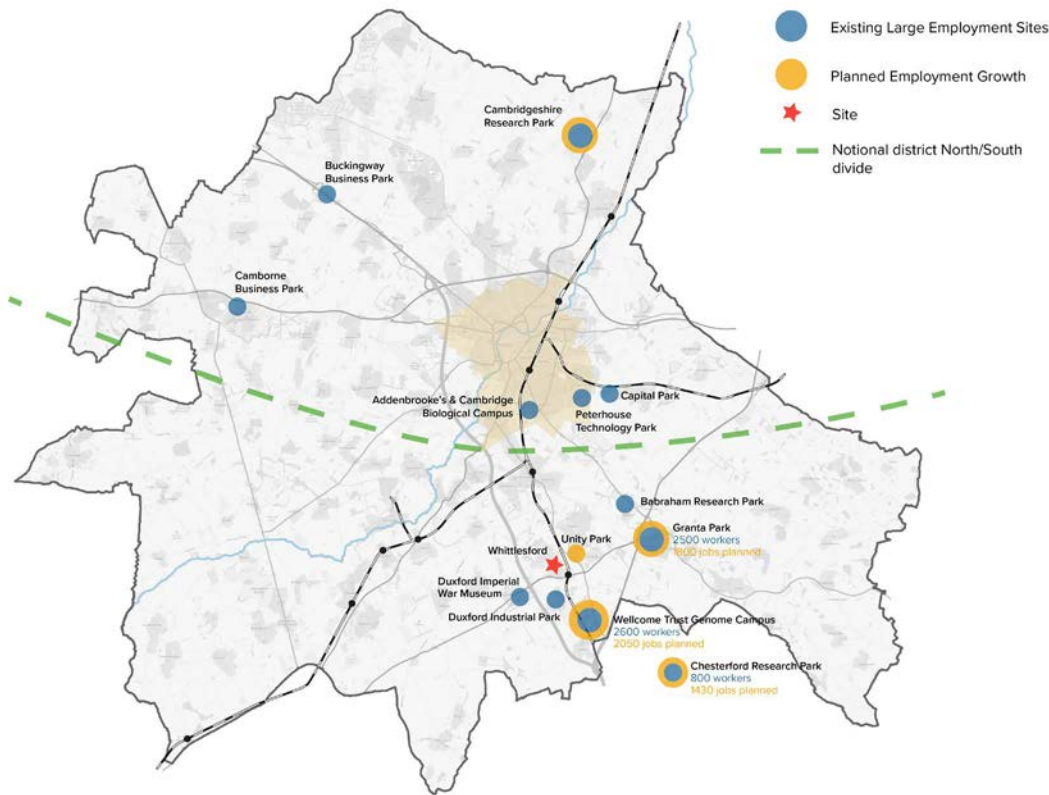 Existing Large Employment Sites
Planned Employment Growth
Site
Notional district North/South
divide
Cambridgeshire
Research Park
Buckingway
Business Park
Camborne
Business Park
Addenbrooke's & Cambridge
Biological Campus
Capital Park
Peterhouse
Technology Park
Babraham Research Park
Granta Park
2500 workers
1800 jobs planned
Unity Park
Whittlesford
Duxford Imperial
War Museum
Duxford Industrial Park
Wellcome Trust Genome Campus
2600 workers
2050 jobs planned
Chesterford Research Park
800 workers
1430 jobs planned